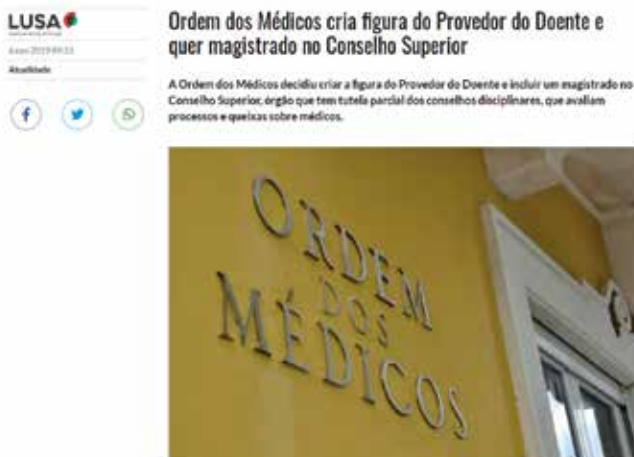 LUSA
Atualidade
Ordem dos Médicos cria figura do Provedor do Doente e
quer magistrado no Conselho Superior
A Ordem dos Médicos decidiu criar a figura do Provedor do Doente e incluir um magistrado no
Conselho Superior, órgão que tem tutela parcial dos conselhos disciplinares, que avaliam
processos e queixas sobre médicos.
ORDEM
DOS
MÉDICOS